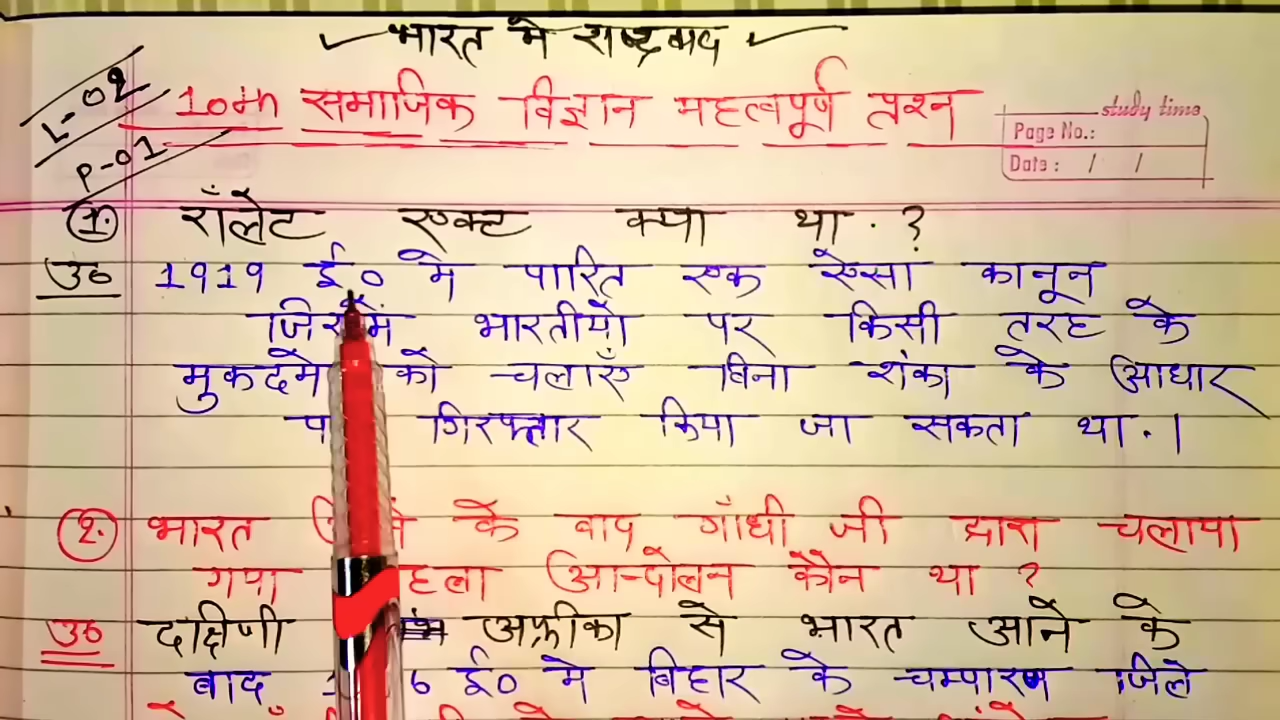 भारत मे राष्ट्रवाद
L-02
P-01
10th समाजिक विज्ञान महत्वपूर्ण प्रश्न
study time
Page No.:
Date : / /
1. रॉलेट एक्ट क्या था.?
उ० 1919 ई० मे पारित एक ऐसा कानून
भारतीयों पर किसी तरह के
मुकदमे को चलाएँ बिना शंका के आधार
गिरफ्तार किया जा सकता था.।
2. भारत के बाद गाँधी जी द्वारा चलाया
गया आन्दोलन कौन था ?
उ० दक्षिणी अफ्रीका से भारत आने के
बाद, ई० मे बिहार के चम्पारण जिले